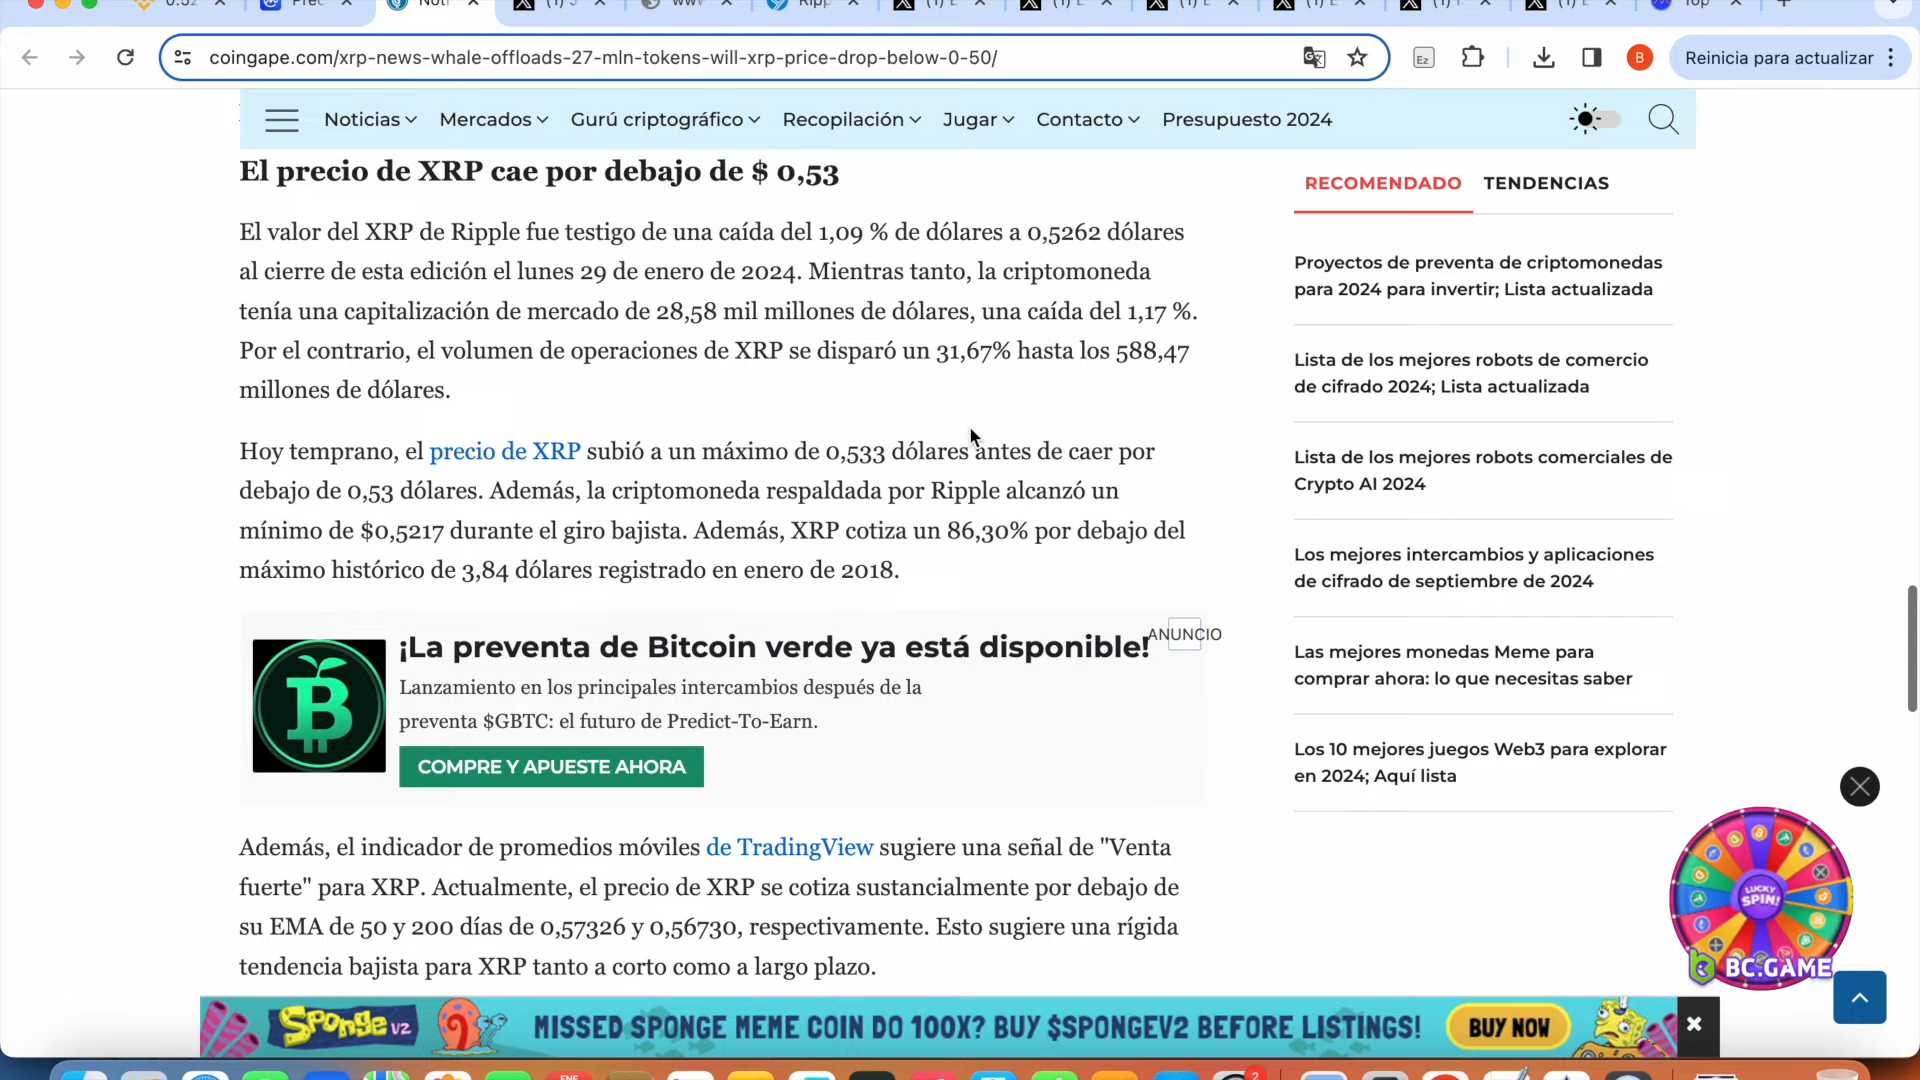 coingape.com/xrp-news-whale-offloads-27-mln-tokens-will-xrp-price-drop-below-0-50/
Ez
B
Reinicia para actualizar
Noticias
Mercados
Gurú criptográfico
Recopilación
Jugar
Contacto
Presupuesto 2024
El precio de XRP cae por debajo de $ 0,53
El valor del XRP de Ripple fue testigo de una caída del 1,09 % de dólares a 0,5262 dólares
al cierre de esta edición el lunes 29 de enero de 2024. Mientras tanto, la criptomoneda
tenía una capitalización de mercado de 28,58 mil millones de dólares, una caída del 1,17 %.
Por el contrario, el volumen de operaciones de XRP se disparó un 31,67% hasta los 588,47
millones de dólares.
Hoy temprano, el precio de XRP subió a un máximo de 0,533 dólares antes de caer por
debajo de 0,53 dólares. Además, la criptomoneda respaldada por Ripple alcanzó un
mínimo de $0,5217 durante el giro bajista. Además, XRP cotiza un 86,30% por debajo del
máximo histórico de 3,84 dólares registrado en enero de 2018.
¡La preventa de Bitcoin verde ya está disponible!
ANUNCIO
Lanzamiento en los principales intercambios después de la
preventa $GBTC: el futuro de Predict-To-Earn.
COMPRE Y APUESTE AHORA
Además, el indicador de promedios móviles de TradingView sugiere una señal de "Venta
fuerte" para XRP. Actualmente, el precio de XRP se cotiza sustancialmente por debajo de
su EMA de 50 y 200 días de 0,57326 y 0,56730, respectivamente. Esto sugiere una rígida
tendencia bajista para XRP tanto a corto como a largo plazo.
RECOMENDADO
TENDENCIAS
Proyectos de preventa de criptomonedas
para 2024 para invertir; Lista actualizada
Lista de los mejores robots de comercio
de cifrado 2024; Lista actualizada
Lista de los mejores robots comerciales de
Crypto AI 2024
Los mejores intercambios y aplicaciones
de cifrado de septiembre de 2024
Las mejores monedas Meme para
comprar ahora: lo que necesitas saber
Los 10 mejores juegos Web3 para explorar
en 2024; Aquí lista
LUCKY
SPIN!
BC.GAME
Sponge V2
MISSED SPONGE MEME COIN DO 100X? BUY $SPONGEV2 BEFORE LISTINGS!
BUY NOW
ENE
2